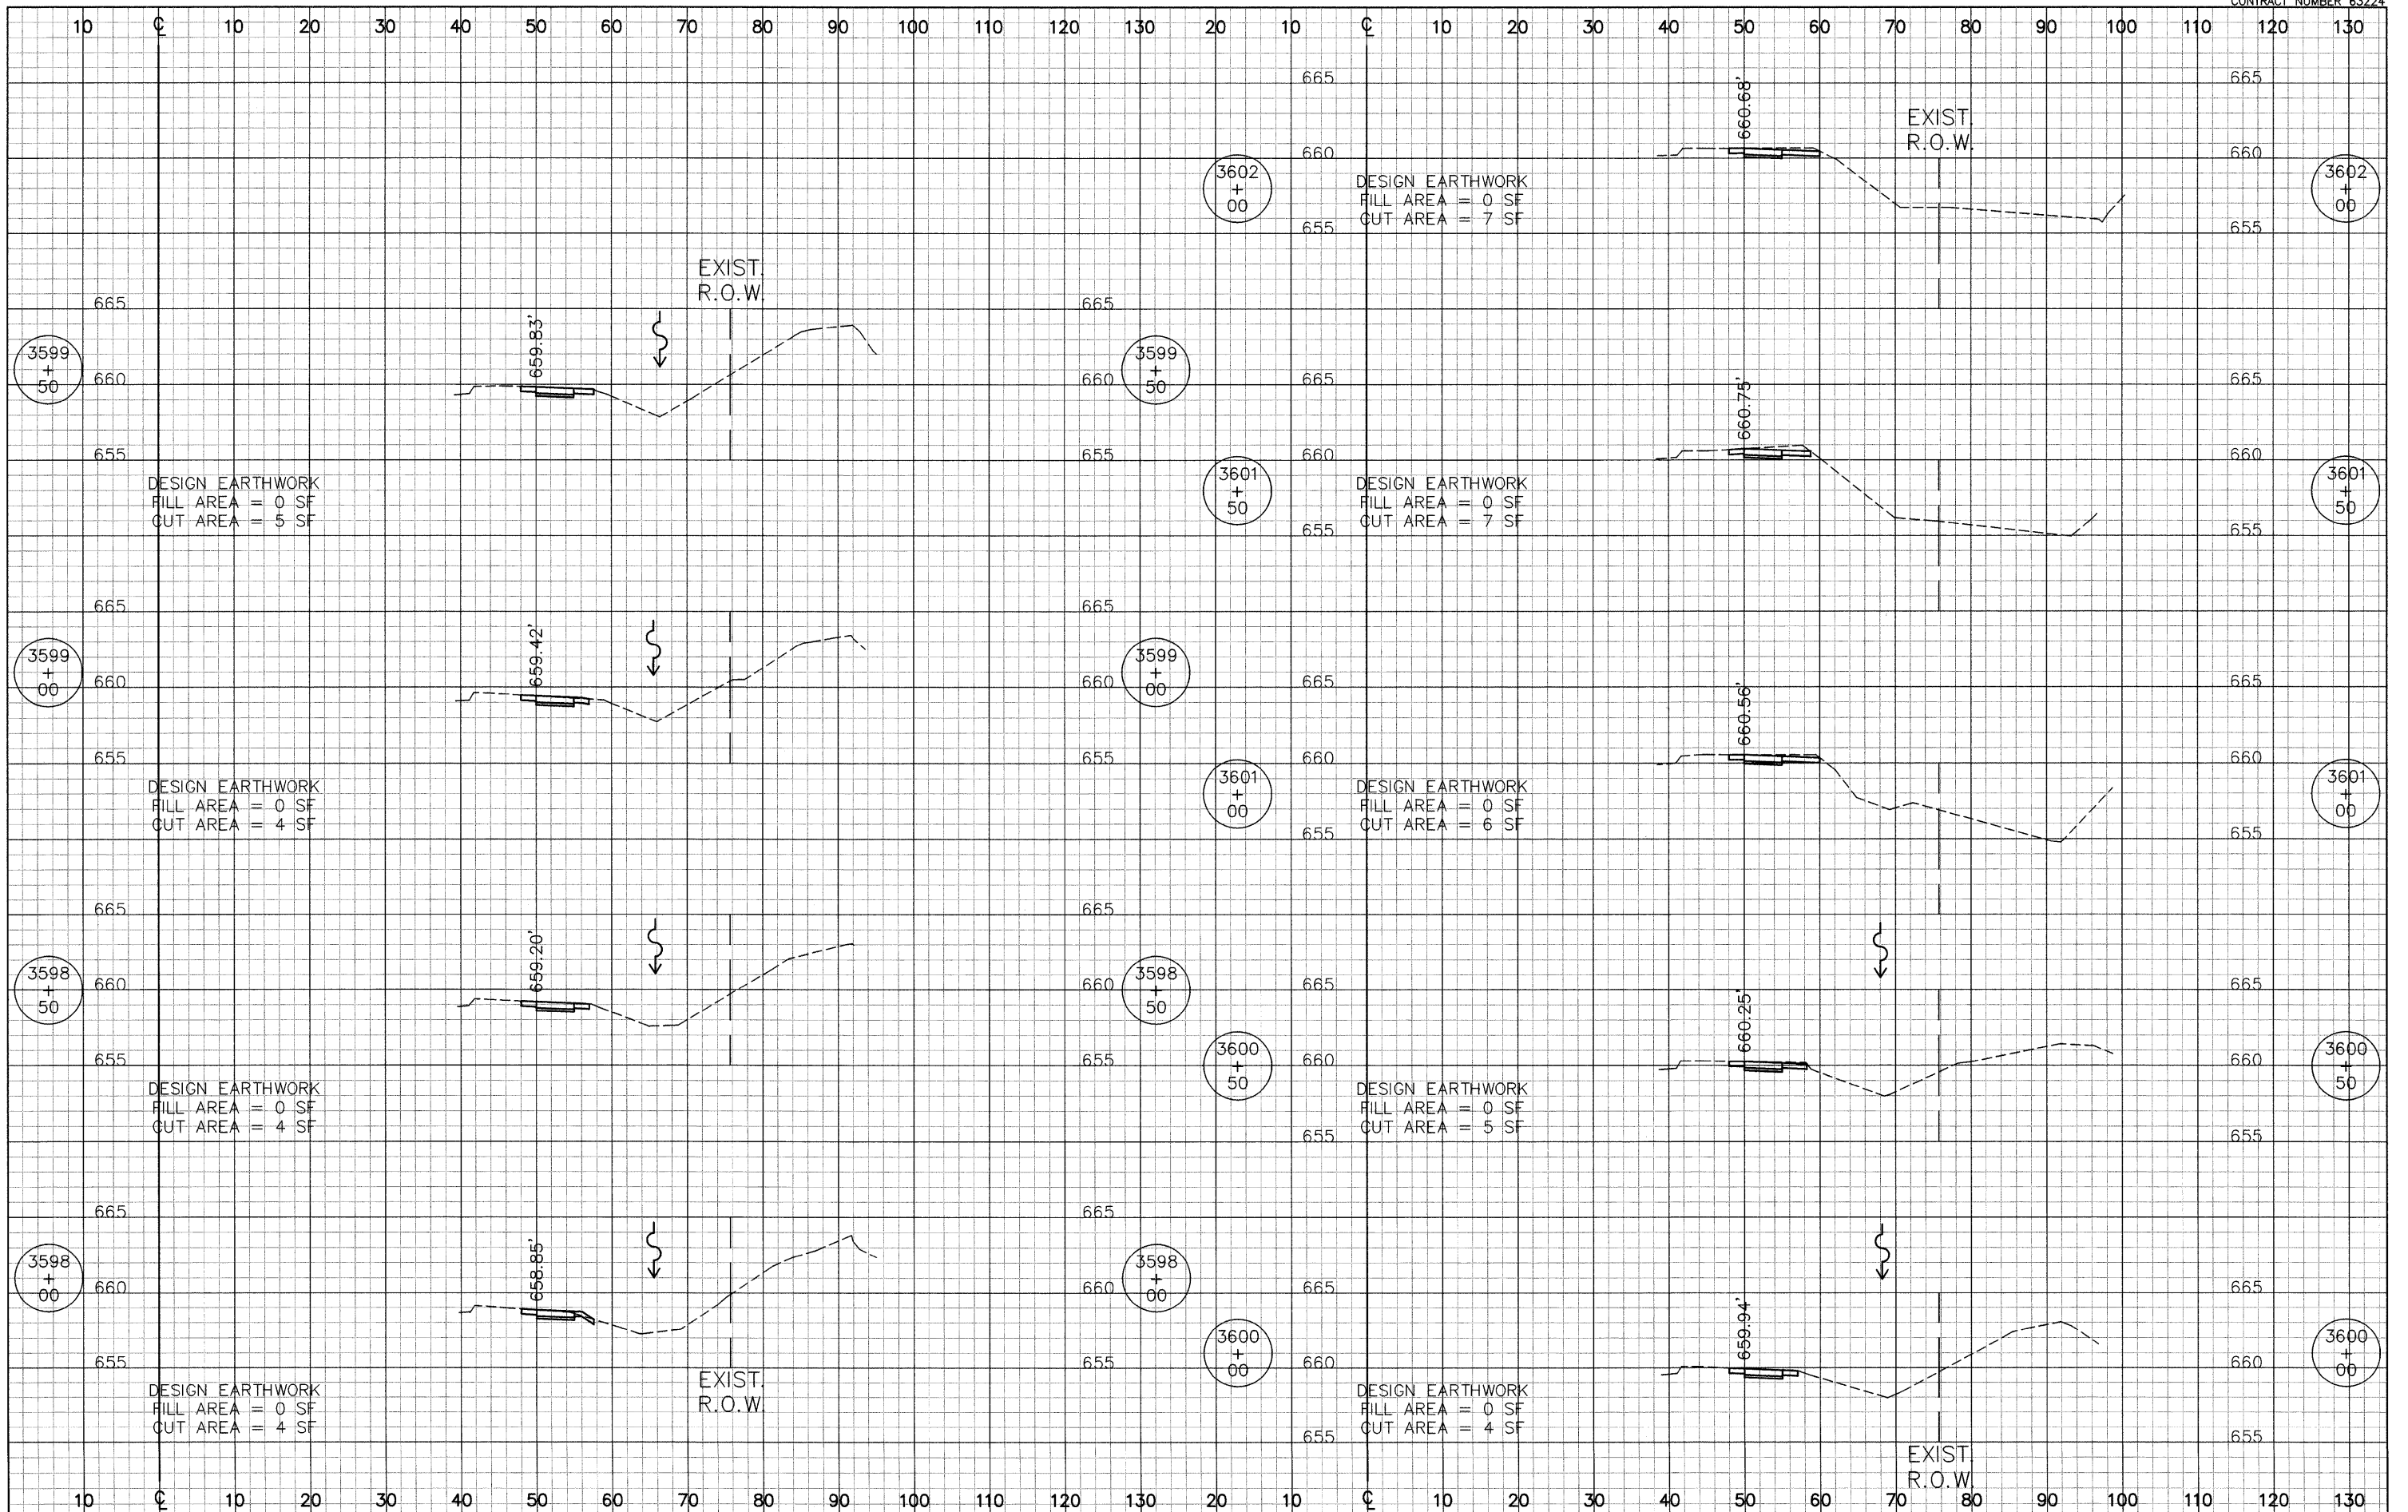 CONTRACT NUMBER 63224
10 ℄ 10 20 30 40 50 60 70 80 90 100 130 20 10 ℄ 10 20 30 40 50 60 70 80 90 100 110 120 130
665 665
660.68'
EXIST.
R.O.W.
3602
+
00
660 660
3602
+
00
DESIGN EARTHWORK
FILL AREA = 0 SF
CUT AREA = 7 SF
655 655
EXIST.
R.O.W.
665 665
3599
+
50
660
659.83'
660
3599
+
50
655 655
DESIGN EARTHWORK
FILL AREA = 0 SF
CUT AREA = 5 SF
665 665
660.75'
3601
+
50
660 660
3601
+
50
DESIGN EARTHWORK
FILL AREA = 0 SF
CUT AREA = 7 SF
655 655
665 665
3599
+
00
660
659.42'
660
3599
+
00
655 655
DESIGN EARTHWORK
FILL AREA = 0 SF
CUT AREA = 4 SF
665 665
660.56'
3601
+
00
660 660
3601
+
00
DESIGN EARTHWORK
FILL AREA = 0 SF
CUT AREA = 6 SF
655 655
665 665
3598
+
50
660
659.20'
660
3598
+
50
655 655
DESIGN EARTHWORK
FILL AREA = 0 SF
CUT AREA = 4 SF
665 665
660.25'
3600
+
50
660 660
3600
+
50
DESIGN EARTHWORK
FILL AREA = 0 SF
CUT AREA = 5 SF
655 655
665 665
3598
+
00
660
658.85'
660
3598
+
00
655 655
EXIST.
R.O.W.
DESIGN EARTHWORK
FILL AREA = 0 SF
CUT AREA = 4 SF
665 665
659.94'
3600
+
00
660 660
3600
+
00
DESIGN EARTHWORK
FILL AREA = 0 SF
CUT AREA = 4 SF
655 655
EXIST.
R.O.W.
10 ℄ 10 20 30 40 50 60 70 80 90 100 110 120 130 20 10 ℄ 10 20 30 40 50 60 70 80 90 100 110 120 130